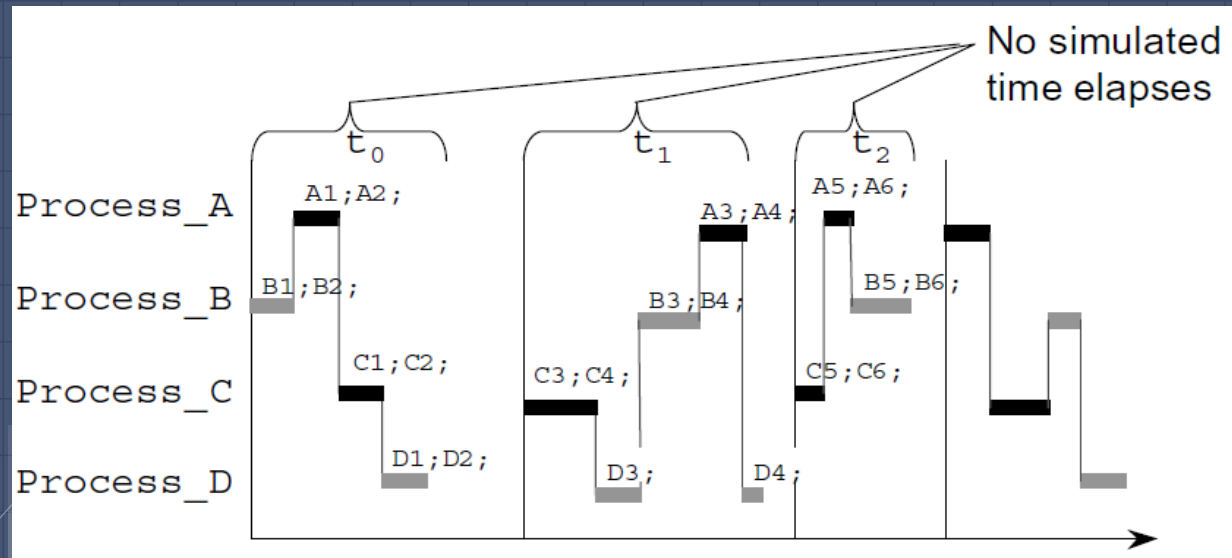 No simulated
time elapses
t0 t1 t2
A1;A2; A5;A6;
Process_A A3;A4;
B1;B2; B5;B6;
Process_B B3;B4;
C1;C2; C3;C4; C5;C6;
Process_C
D1;D2; D3; D4;
Process_D